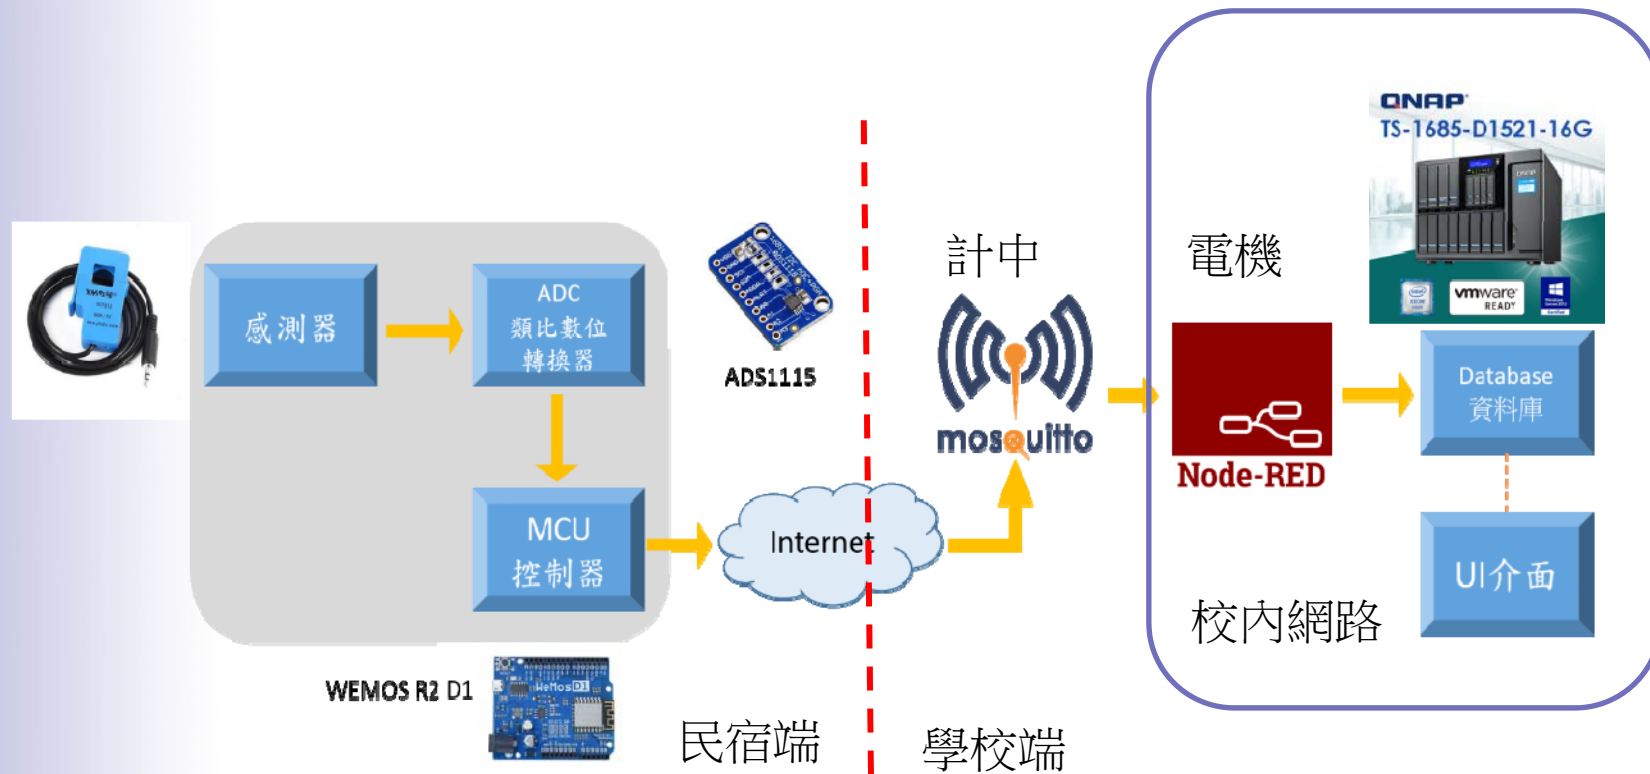 QNAP
TS-1685-D1521-16G
計中
電機
感測器
ADC
類比數位
轉換器
ADS1115
mosquitto
Node-RED
vmware
READY
Database
資料庫
MCU
控制器
Internet
UI介面
校內網路
WEMOS R2 D1
WeMos D1
民宿端
學校端